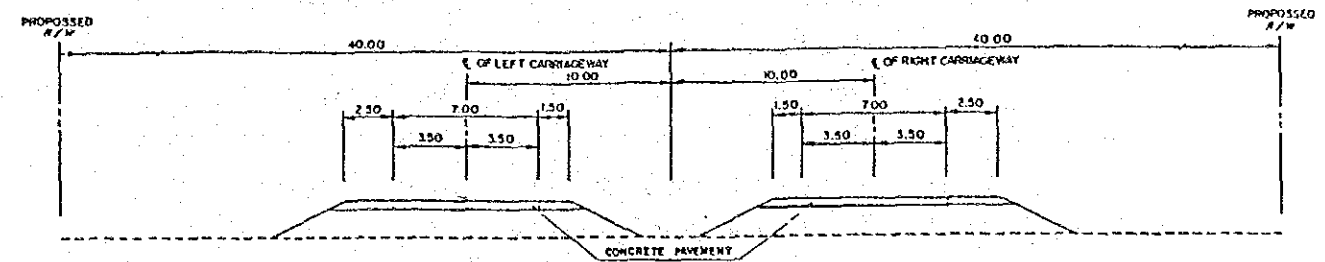 PROPOSSED
R/W
PROPOSSED
R/W
40.00
40.00
℄ OF LEFT CARRIAGEWAY
℄ OF RIGHT CARRIAGEWAY
10.00
10.00
2.50
7.00
1.50
1.50
7.00
2.50
3.50
3.50
3.50
3.50
CONCRETE PAVEMENT